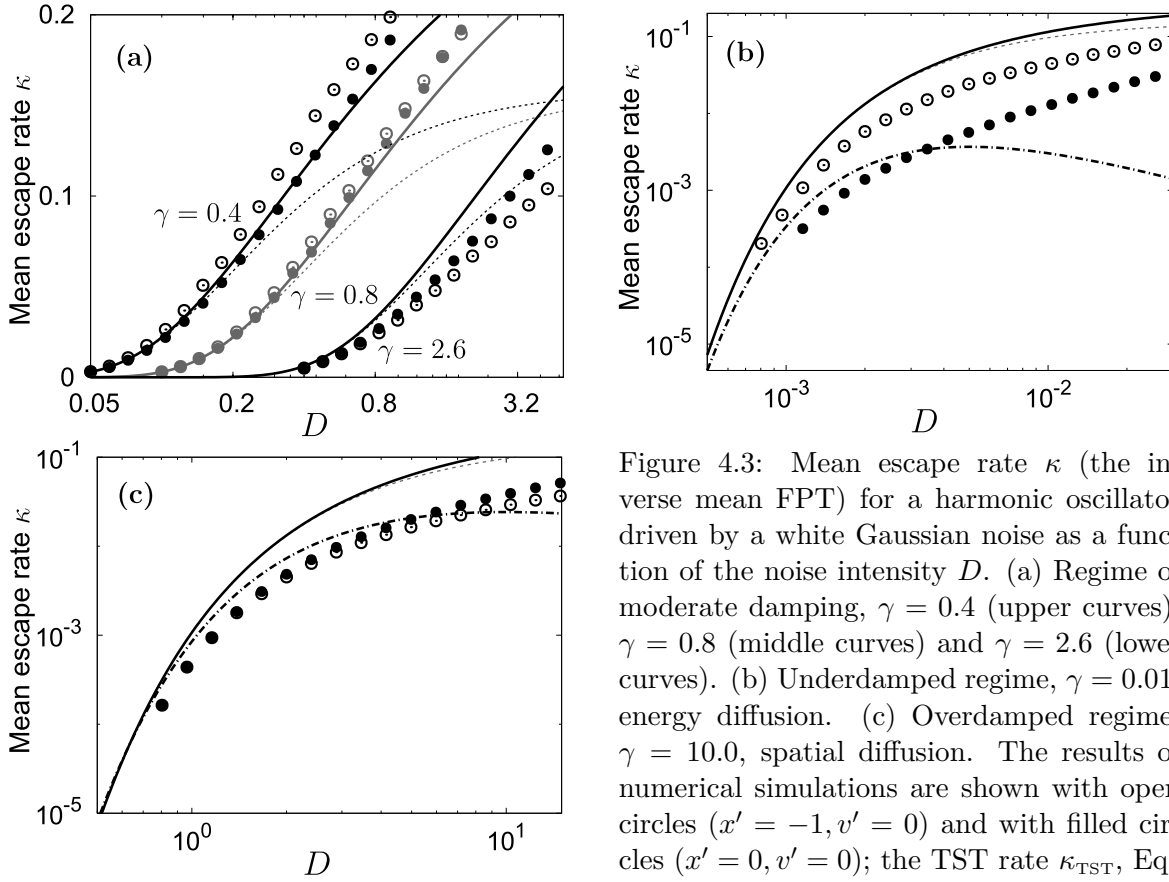 0.2
(a)
Mean escape rate κ
γ = 0.4
0.1
γ = 0.8
γ = 2.6
0
0.05 0.2 0.8 3.2
D
10^-1
(b)
Mean escape rate κ
10^-3
10^-5
10^-3 10^-2
D
10^-1
(c)
Mean escape rate κ
10^-3
10^-5
10^0 10^1
D
Figure 4.3: Mean escape rate κ (the in
verse mean FPT) for a harmonic oscillato
driven by a white Gaussian noise as a func
tion of the noise intensity D. (a) Regime o
moderate damping, γ = 0.4 (upper curves)
γ = 0.8 (middle curves) and γ = 2.6 (lowe
curves). (b) Underdamped regime, γ = 0.01
energy diffusion. (c) Overdamped regime
γ = 10.0, spatial diffusion. The results o
numerical simulations are shown with open
circles (x′ = −1, v′ = 0) and with filled cir
cles (x′ = 0, v′ = 0); the TST rate κ_TST, Eq